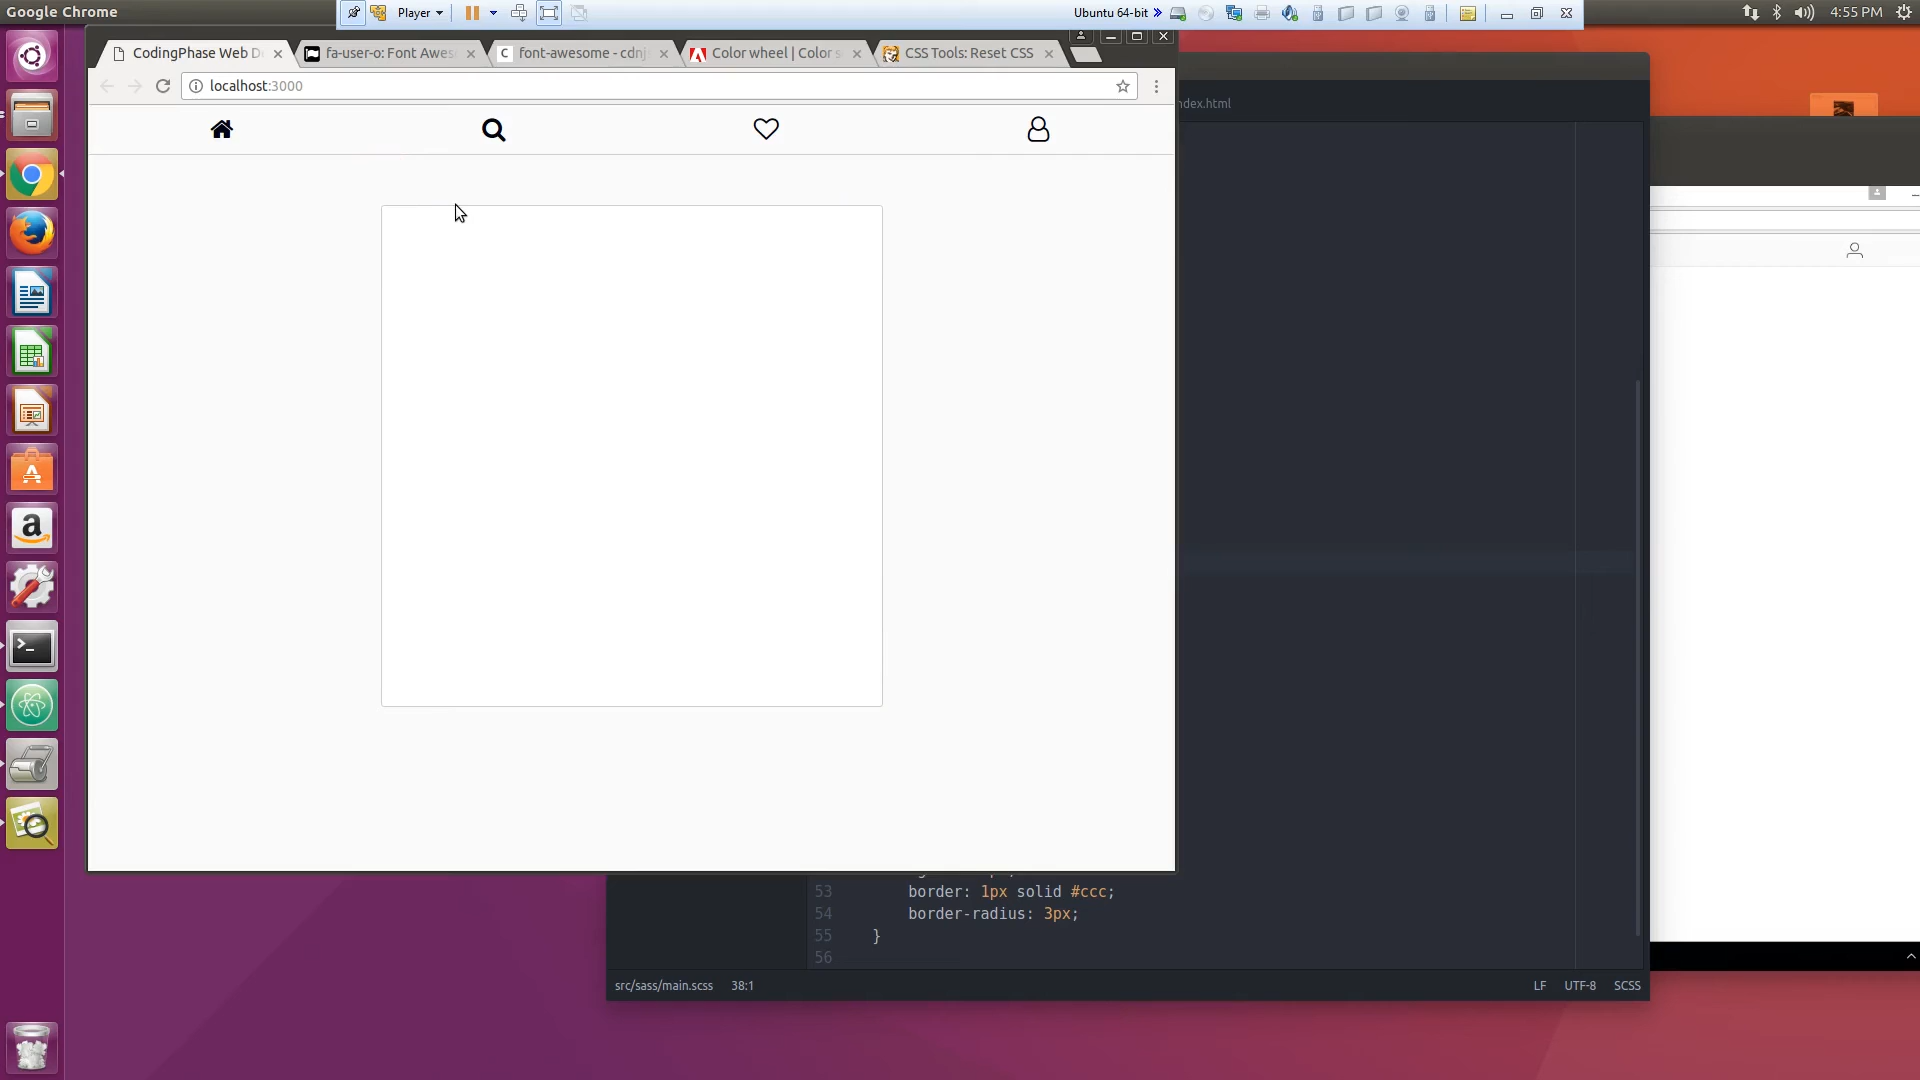 Google Chrome
Player
Ubuntu 64-bit
4:55 PM
CodingPhase Web D
fa-user-o: Font Awes
font-awesome - cdnj
Color wheel | Color s
CSS Tools: Reset CSS
localhost:3000
ndex.html
53 border: 1px solid #ccc;
54 border-radius: 3px;
55 }
56
src/sass/main.scss 38:1
LF UTF-8 SCSS